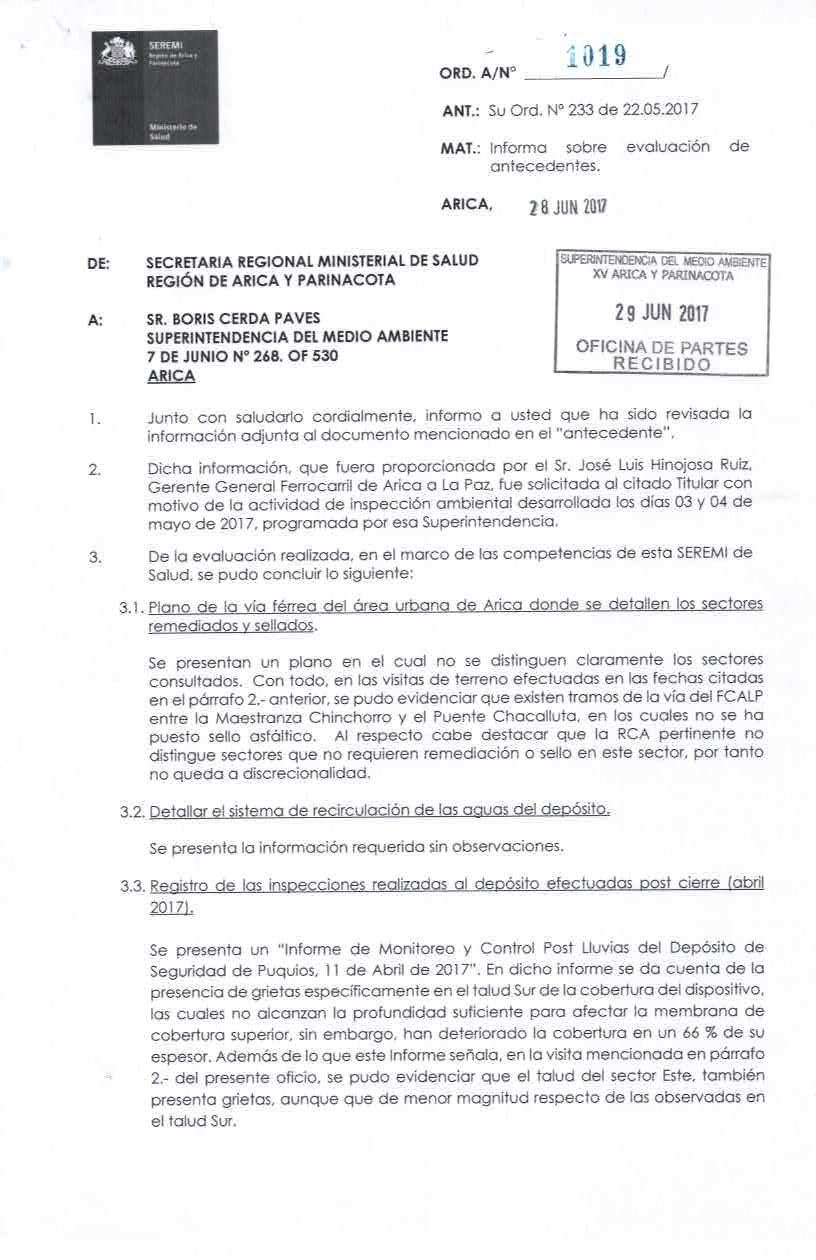 SEREMI
Región de Arica y
Parinacota
Ministerio de
Salud
ORD. A/N° 1019 /
ANT.: Su Ord. N° 233 de 22.05.2017
MAT.: Informa sobre evaluación de
antecedentes.
ARICA, 28 JUN 2017
DE: SECRETARIA REGIONAL MINISTERIAL DE SALUD
REGIÓN DE ARICA Y PARINACOTA
A: SR. BORIS CERDA PAVES
SUPERINTENDENCIA DEL MEDIO AMBIENTE
7 DE JUNIO N° 268. OF 530
ARICA
SUPERINTENDENCIA DEL MEDIO AMBIENTE
XV ARICA Y PARINACOTA
29 JUN 2017
OFICINA DE PARTES
RECIBIDO
1. Junto con saludarlo cordialmente, informo a usted que ha sido revisada la
información adjunta al documento mencionado en el "antecedente".
2. Dicha información, que fuera proporcionada por el Sr. José Luis Hinojosa Ruiz,
Gerente General Ferrocarril de Arica a La Paz, fue solicitada al citado Titular con
motivo de la actividad de inspección ambiental desarrollada los días 03 y 04 de
mayo de 2017, programada por esa Superintendencia.
3. De la evaluación realizada, en el marco de las competencias de esta SEREMI de
Salud, se pudo concluir lo siguiente:
3.1. Plano de la vía férrea del área urbana de Arica donde se detallen los sectores
remediados y sellados.
Se presentan un plano en el cual no se distinguen claramente los sectores
consultados. Con todo, en las visitas de terreno efectuadas en las fechas citadas
en el párrafo 2.- anterior, se pudo evidenciar que existen tramos de la vía del FCALP
entre la Maestranza Chinchorro y el Puente Chacalluta, en los cuales no se ha
puesto sello asfáltico. Al respecto cabe destacar que la RCA pertinente no
distingue sectores que no requieren remediación o sello en este sector, por tanto
no queda a discrecionalidad.
3.2. Detallar el sistema de recirculación de las aguas del depósito.
Se presenta la información requerida sin observaciones.
3.3. Registro de las inspecciones realizadas al depósito efectuadas post cierre (abril
2017).
Se presenta un "Informe de Monitoreo y Control Post Lluvias del Depósito de
Seguridad de Puquios, 11 de Abril de 2017". En dicho informe se da cuenta de la
presencia de grietas específicamente en el talud Sur de la cobertura del dispositivo,
las cuales no alcanzan la profundidad suficiente para afectar la membrana de
cobertura superior, sin embargo, han deteriorado la cobertura en un 66 % de su
espesor. Además de lo que este Informe señala, en la visita mencionada en párrafo
2.- del presente oficio, se pudo evidenciar que el talud del sector Este, también
presenta grietas, aunque que de menor magnitud respecto de las observadas en
el talud Sur.